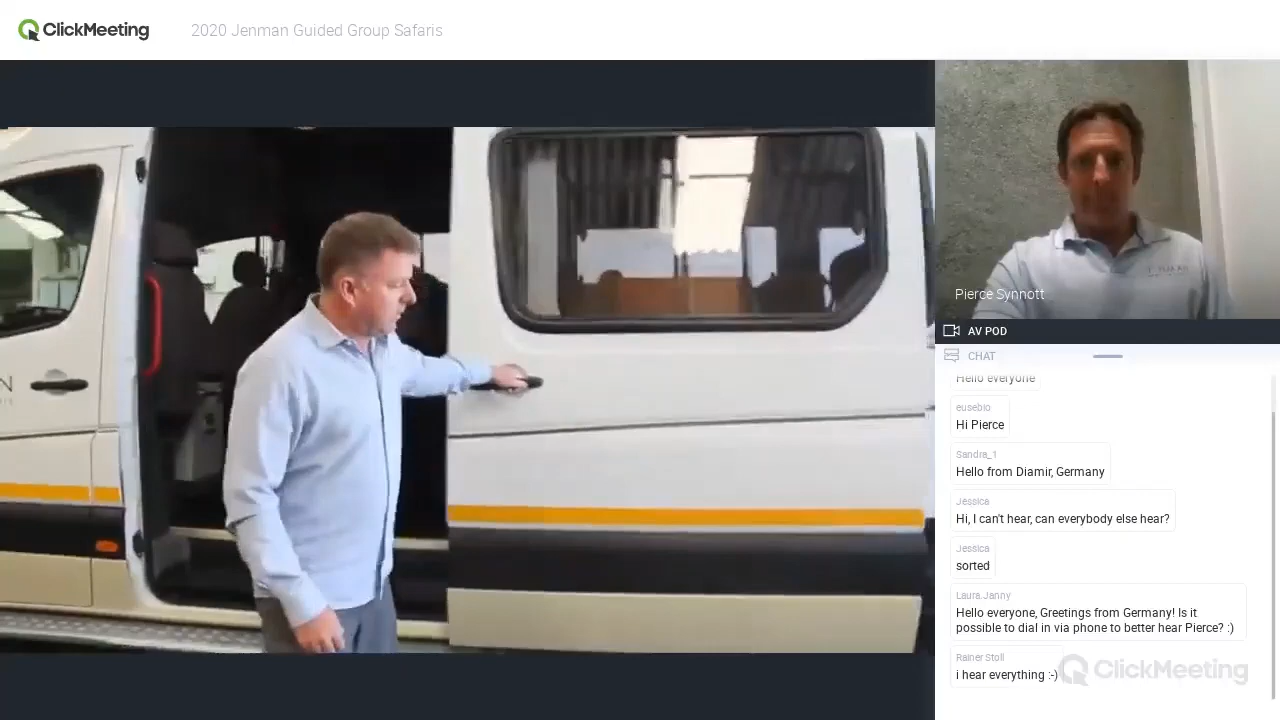 ClickMeeting
2020 Jenman Guided Group Safaris
N
Pierce Synnott
AV POD
CHAT
Hello everyone
eusebio
Hi Pierce
Sandra_1
Hello from Diamir, Germany
Jessica
Hi, I can't hear, can everybody else hear?
Jessica
sorted
Laura.Janny
Hello everyone, Greetings from Germany! Is it
possible to dial in via phone to better hear Pierce? :)
Rainer Stoll
i hear everything :-)
ClickMeeting